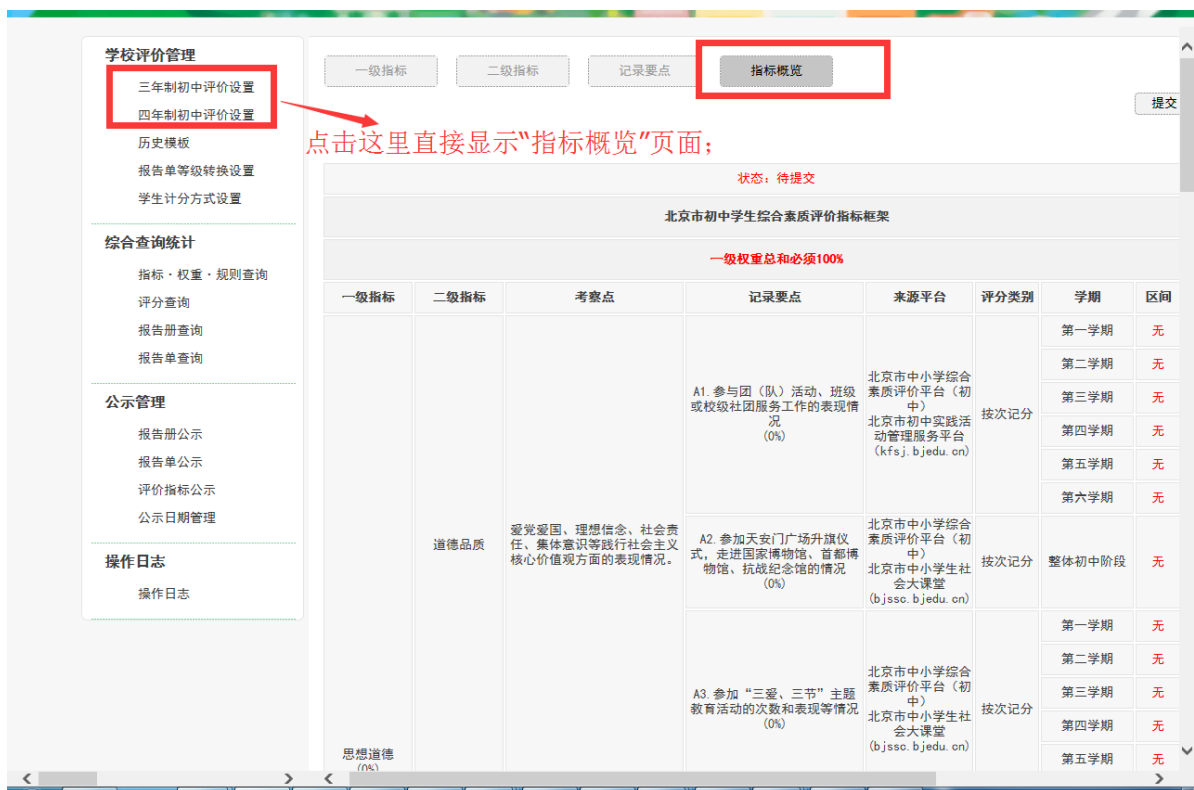 学校评价管理
三年制初中评价设置
四年制初中评价设置
历史模板
报告单等级转换设置
学生计分方式设置
综合查询统计
指标·权重·规则查询
评分查询
报告册查询
报告单查询
公示管理
报告册公示
报告单公示
评价指标公示
公示日期管理
操作日志
操作日志
一级指标 二级指标 记录要点 指标概览
提交
点击这里直接显示“指标概览”页面;
状态：待提交
北京市初中学生综合素质评价指标框架
一级权重总和必须100%
一级指标 二级指标 考察点 记录要点 来源平台 评分类别 学期 区间
思想道德
(0%)
道德品质
爱党爱国、理想信念、社会责
任、集体意识等践行社会主义
核心价值观方面的表现情况。
A1.参与团（队）活动、班级
或校级社团服务工作的表现情
况
(0%)
北京市中小学综合
素质评价平台（初
中）
北京市初中实践活
动管理服务平台
(kfsj.bjedu.cn)
按次记分
第一学期 无
第二学期 无
第三学期 无
第四学期 无
第五学期 无
第六学期 无
A2.参加天安门广场升旗仪
式，走进国家博物馆、首都博
物馆、抗战纪念馆的情况
(0%)
北京市中小学综合
素质评价平台（初
中）
北京市中小学生社
会大课堂
(bjssc.bjedu.cn)
按次记分
整体初中阶段 无
A3.参加“三爱、三节”主题
教育活动的次数和表现等情况
(0%)
北京市中小学综合
素质评价平台（初
中）
北京市中小学生社
会大课堂
(bjssc.bjedu.cn)
按次记分
第一学期 无
第二学期 无
第三学期 无
第四学期 无
第五学期 无